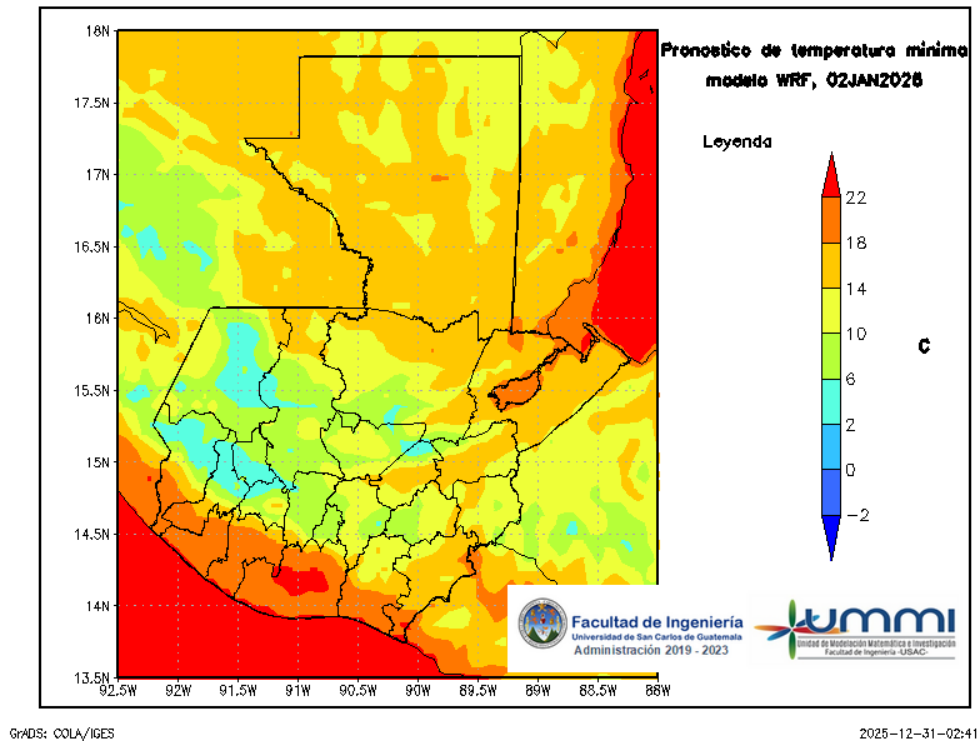 Pronostico de temperatura minima
modelo WRF, 02JAN2026
Leyenda
22
18
14
10
6
2
0
-2
C
18N
17.5N
17N
16.5N
16N
15.5N
15N
14.5N
14N
13.5N
92.5W
92W
91.5W
91W
90.5W
90W
89.5W
89W
88.5W
88W
Facultad de Ingeniería
Universidad de San Carlos de Guatemala
Administración 2019 - 2023
ummi
Unidad de Modelación Matemática e Investigación
Facultad de Ingeniería -USAC-
GrADS: COLA/IGES
2025-12-31-02:41